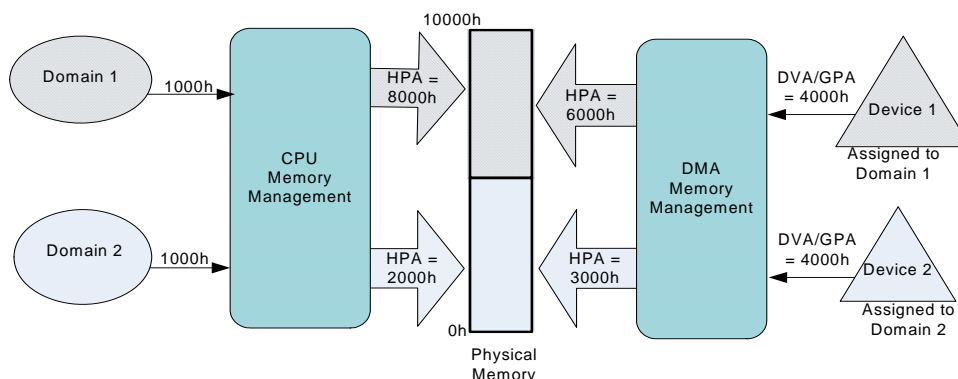 10000h
Domain 1
1000h
HPA =
8000h
CPU
Memory
Management
HPA =
6000h
DMA
Memory
Management
DVA/GPA
= 4000h
Device 1
Assigned to
Domain 1
Domain 2
1000h
HPA =
2000h
HPA =
3000h
DVA/GPA
= 4000h
Device 2
Assigned to
Domain 2
0h
Physical
Memory